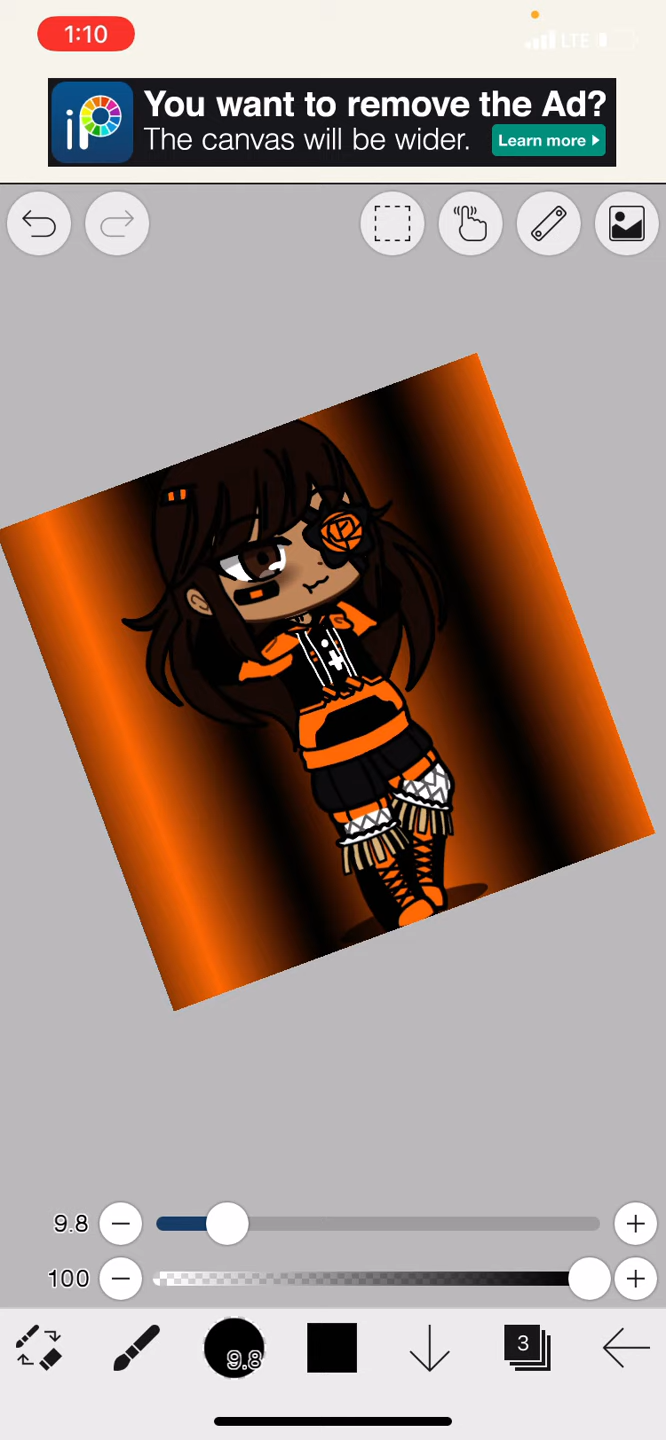 1:10
LTE
iP
You want to remove the Ad?
The canvas will be wider.
Learn more
9.8
100
9.8
3